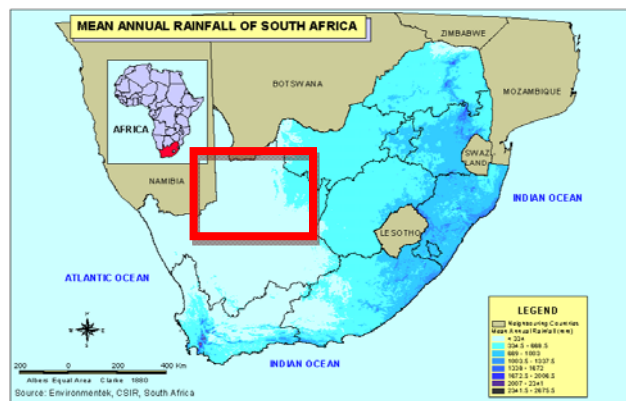 MEAN ANNUAL RAINFALL OF SOUTH AFRICA
ZIMBABWE
BOTSWANA
MOZAMBIQUE
AFRICA
SWAZI
LAND
NAMIBIA
INDIAN OCEAN
LESOTHO
ATLANTIC OCEAN
LEGEND
Neighbouring Countries
Mean Annual Rainfall (mm)
< 334
334.5 - 668.5
669 - 1003
1003.5 - 1337.5
1338 - 1672
1672.5 - 2006.5
2007 - 2341
2341.5 - 2675.5
INDIAN OCEAN
200 0 200 400 Km
Albers Equal Area Clarke 1880
Source: Environmentek, CSIR, South Africa